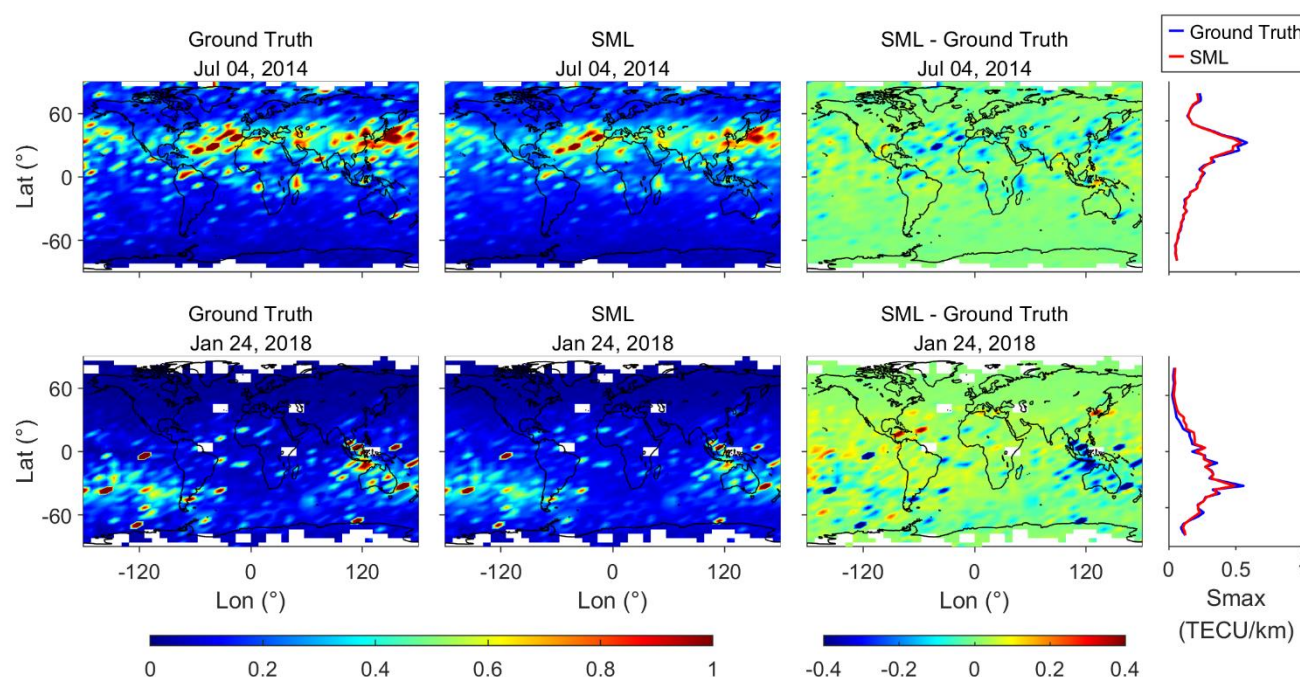 Ground Truth
Jul 04, 2014
SML
Jul 04, 2014
SML - Ground Truth
Jul 04, 2014
Ground Truth
SML
60
0
-60
Lat (°)
Ground Truth
Jan 24, 2018
SML
Jan 24, 2018
SML - Ground Truth
Jan 24, 2018
60
0
-60
Lat (°)
-120 0 120
Lon (°)
-120 0 120
Lon (°)
-120 0 120
Lon (°)
0 0.5 1
Smax
(TECU/km)
0 0.2 0.4 0.6 0.8 1
-0.4 -0.2 0 0.2 0.4